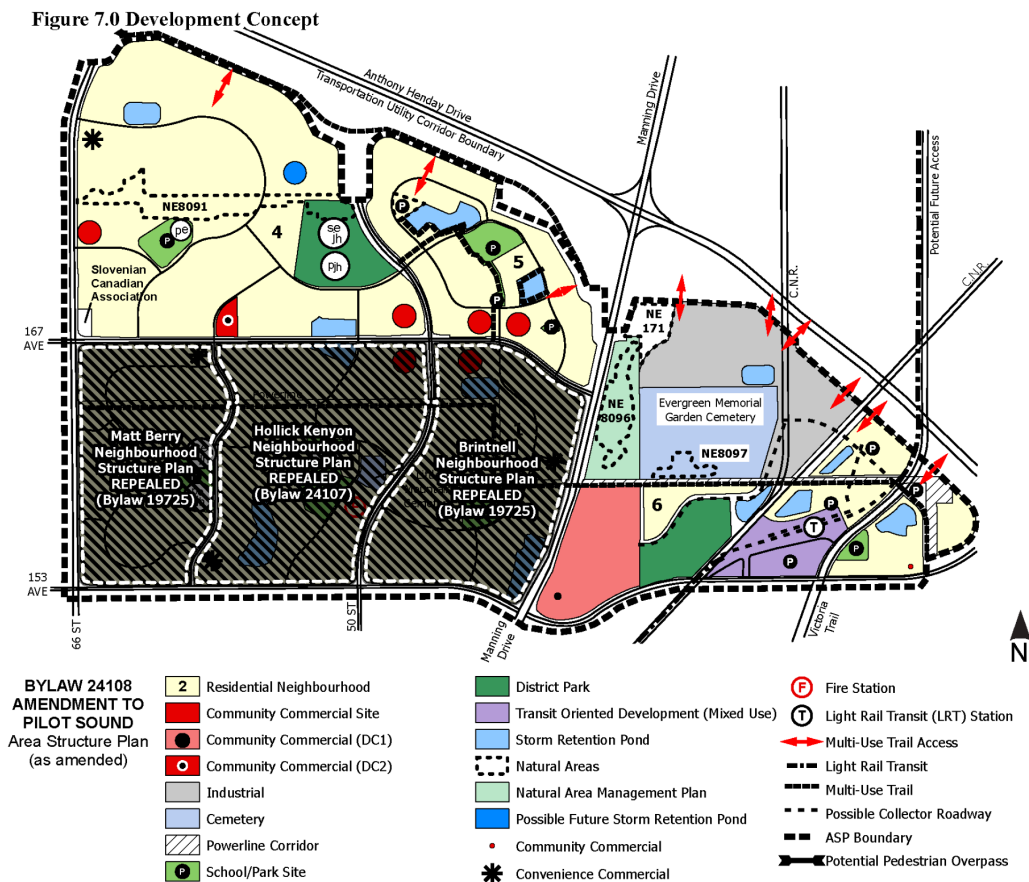 Figure 7.0 Development Concept
Anthony Henday Drive
Transportation Utility Corridor Boundary
Manning Drive
Potential Future Access
C.N.R.
C.N.R.
NE8091
pe
P
4
se
jh
pjh
P
P
5
P
P
Slovenian
Canadian
Association
167
AVE
NE
171
NE
8096
Evergreen Memorial
Garden Cemetery
NE8097
Matt Berry
Neighbourhood
Structure Plan
REPEALED
(Bylaw 19725)
Hollick Kenyon
Neighbourhood
Structure Plan
REPEALED
(Bylaw 24107)
Brintnell
Neighbourhood
Structure Plan
REPEALED
(Bylaw 19725)
6
P
P
P
T
P
P
153
AVE
66 ST
50 ST
Manning
Drive
Victoria
Trail
N
BYLAW 24108
AMENDMENT TO
PILOT SOUND
Area Structure Plan
(as amended)
2 Residential Neighbourhood
Community Commercial Site
Community Commercial (DC1)
Community Commercial (DC2)
Industrial
Cemetery
Powerline Corridor
P School/Park Site
District Park
Transit Oriented Development (Mixed Use)
Storm Retention Pond
Natural Areas
Natural Area Management Plan
Possible Future Storm Retention Pond
Community Commercial
Convenience Commercial
F Fire Station
T Light Rail Transit (LRT) Station
Multi-Use Trail Access
Light Rail Transit
Multi-Use Trail
Possible Collector Roadway
ASP Boundary
Potential Pedestrian Overpass